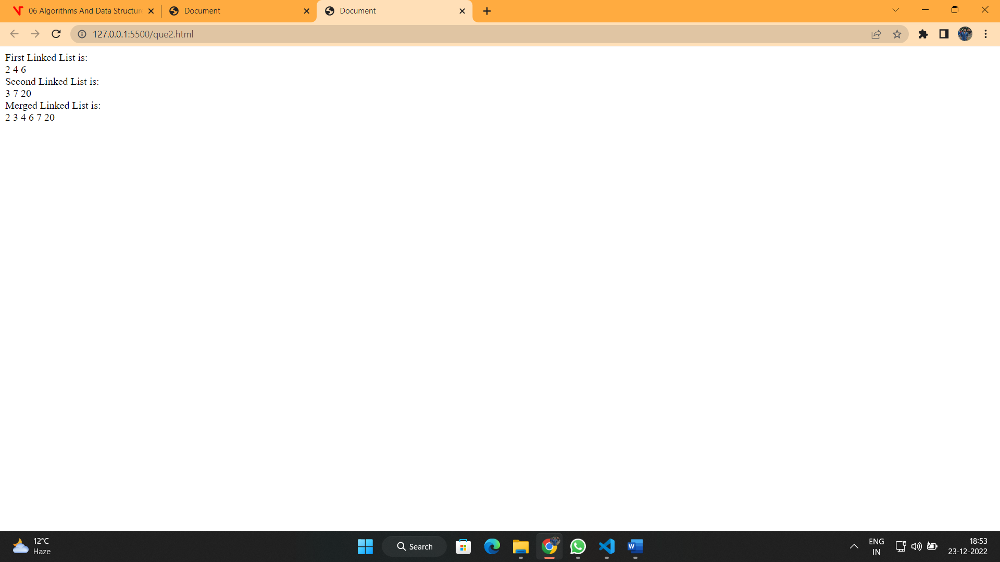 06 Algorithms And Data Structur
Document
Document
127.0.0.1:5500/que2.html
First Linked List is:
2 4 6
Second Linked List is:
3 7 20
Merged Linked List is:
2 3 4 6 7 20
12°C
Haze
Search
ENG
IN
18:53
23-12-2022